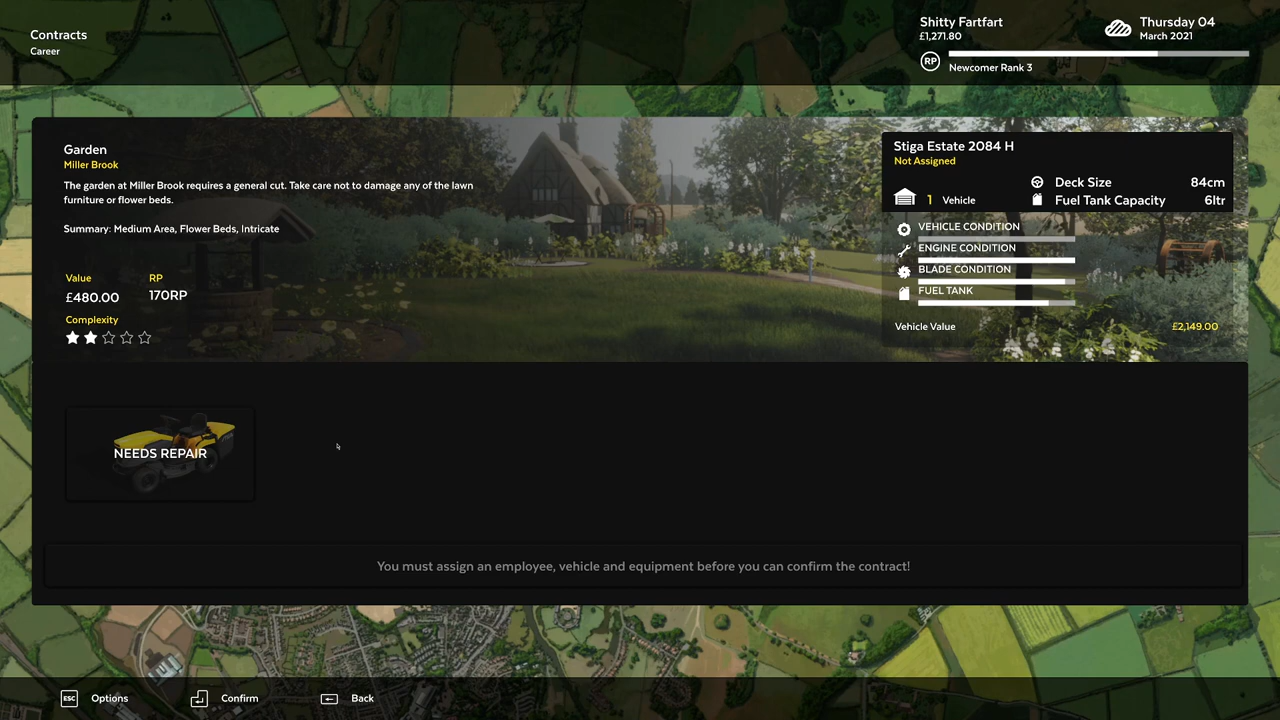 Contracts
Career
Shitty Fartfart
£1,271.80
Thursday 04
March 2021
RP
Newcomer Rank 3
Garden
Miller Brook
The garden at Miller Brook requires a general cut. Take care not to damage any of the lawn
furniture or flower beds.
Summary: Medium Area, Flower Beds, Intricate
Value
RP
£480.00
170RP
Complexity
Stiga Estate 2084 H
Not Assigned
1 Vehicle
Deck Size 84cm
Fuel Tank Capacity 6ltr
VEHICLE CONDITION
ENGINE CONDITION
BLADE CONDITION
FUEL TANK
Vehicle Value £2,149.00
NEEDS REPAIR
You must assign an employee, vehicle and equipment before you can confirm the contract!
ESC Options
Confirm
Back